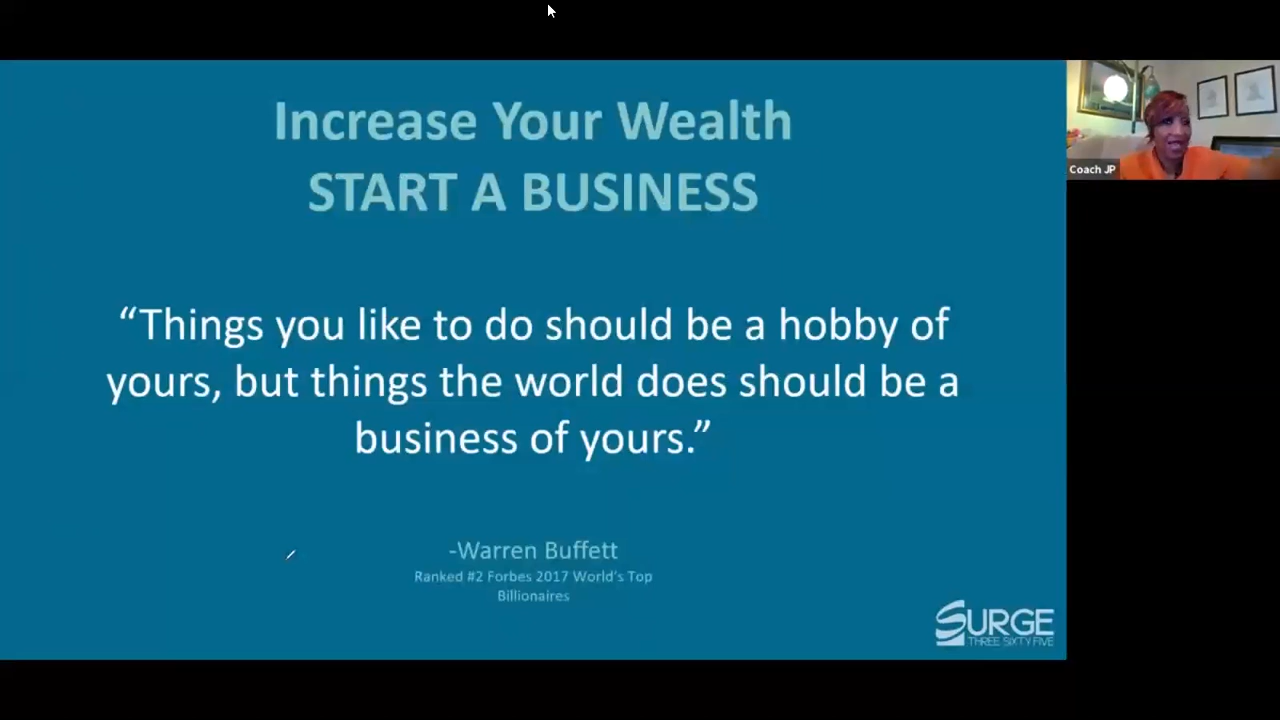 Increase Your Wealth
START A BUSINESS
“Things you like to do should be a hobby of
yours, but things the world does should be a
business of yours.”
-Warren Buffett
Ranked #2 Forbes 2017 World's Top
Billionaires
SURGE
THREE SIXTY FIVE
Coach JP